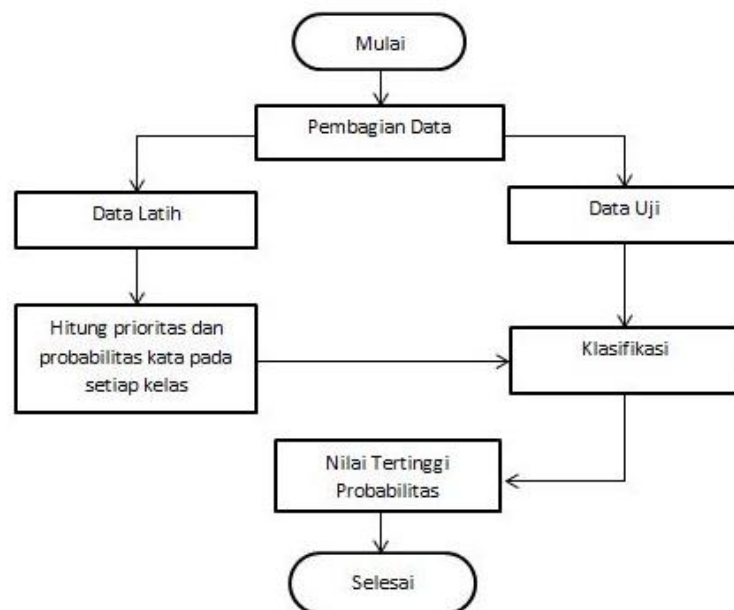 Mulai
Pembagian Data
Data Latih
Data Uji
Hitung prioritas dan
probabilitas kata pada
setiap kelas
Klasifikasi
Nilai Tertinggi
Probabilitas
Selesai